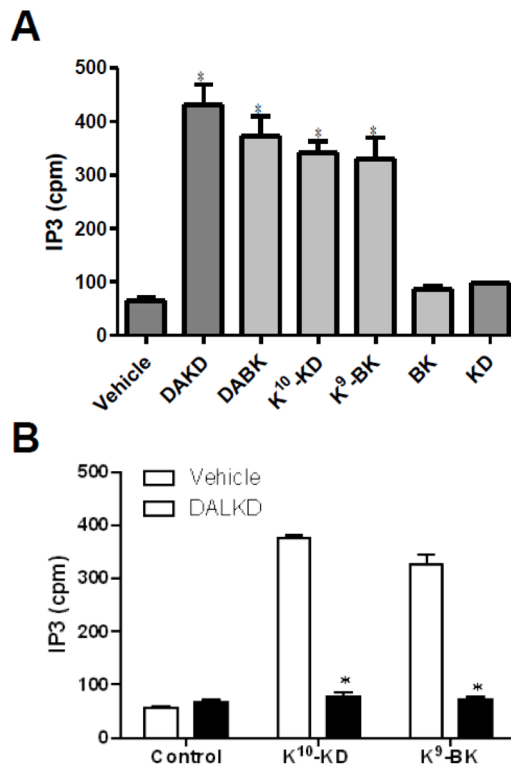 A
500
400
300
200
100
0
IP3 (cpm)
*
*
*
*
Vehicle
DAKD
DABK
K¹⁰-KD
K⁹-BK
BK
KD
B
500
400
300
200
100
0
IP3 (cpm)
Vehicle
DALKD
*
*
Control
K¹⁰-KD
K⁹-BK